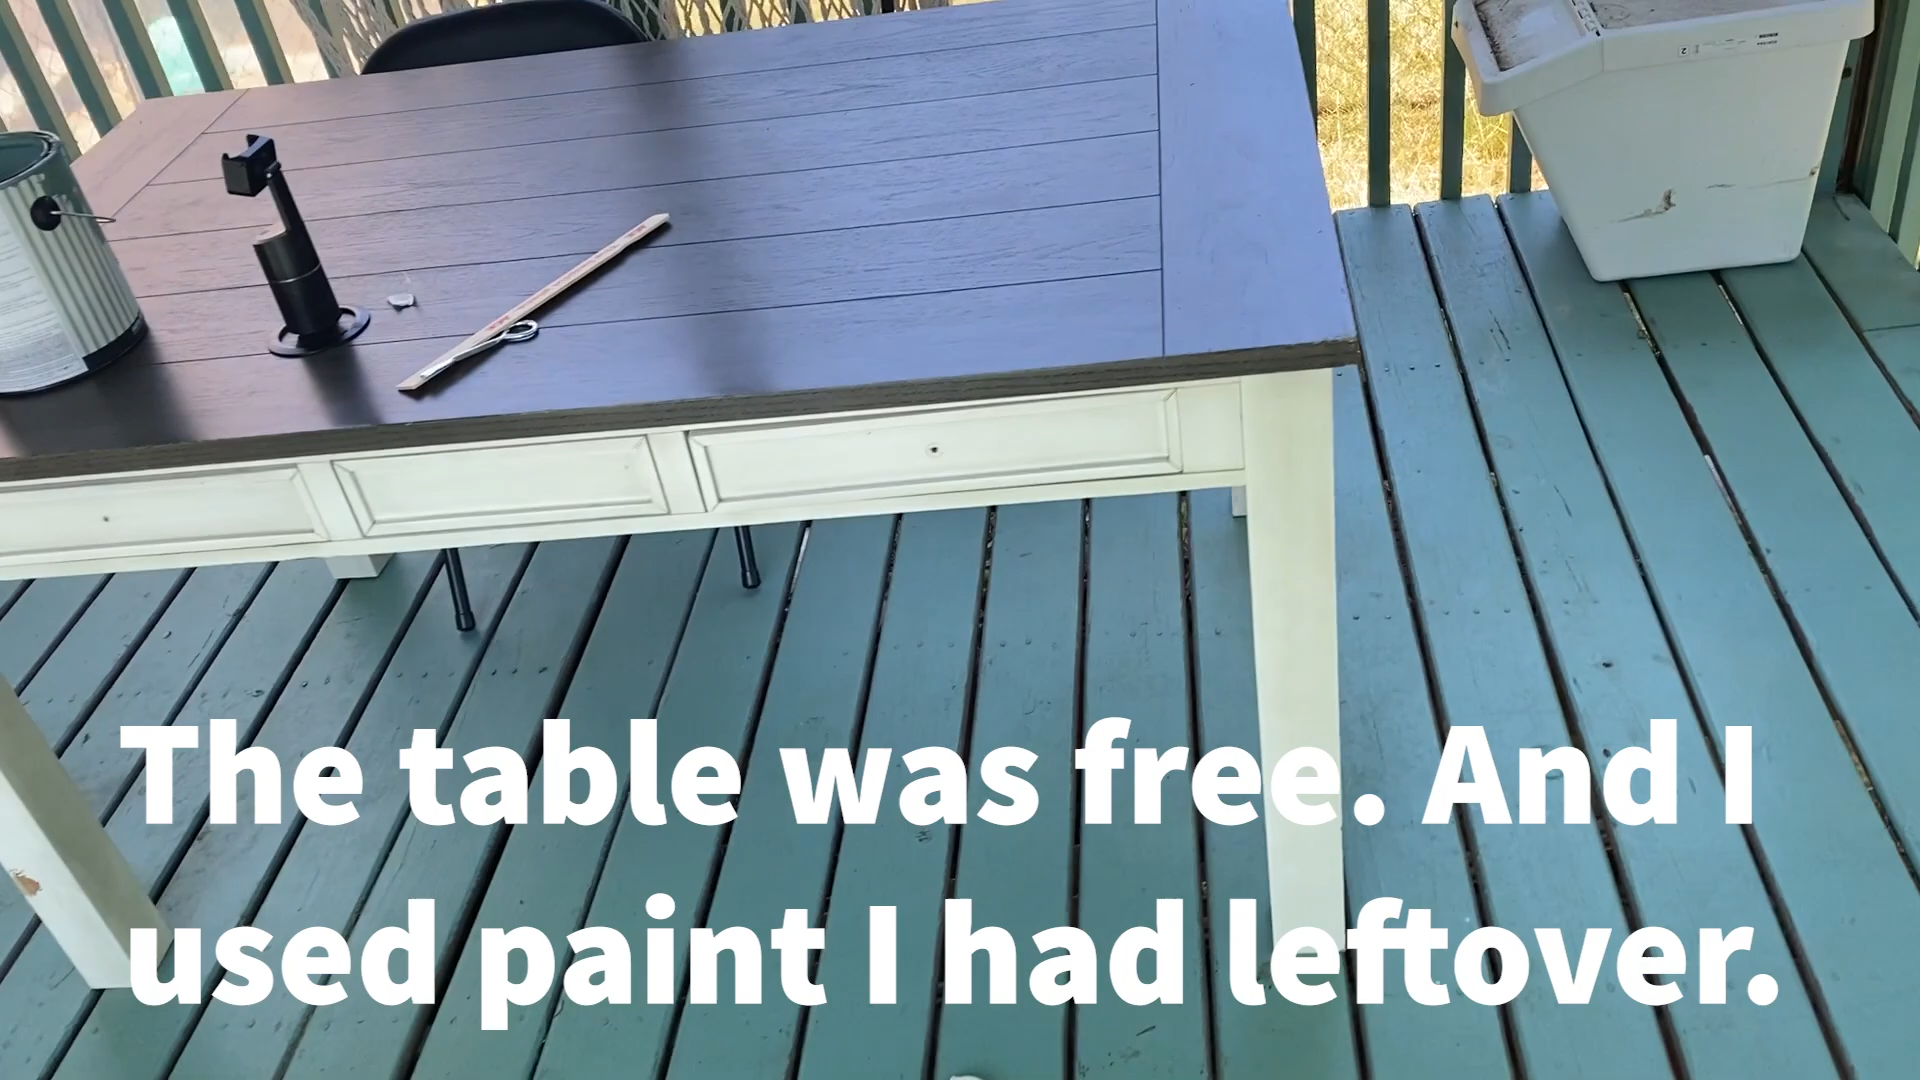 The table was free. And I
used paint I had leftover.